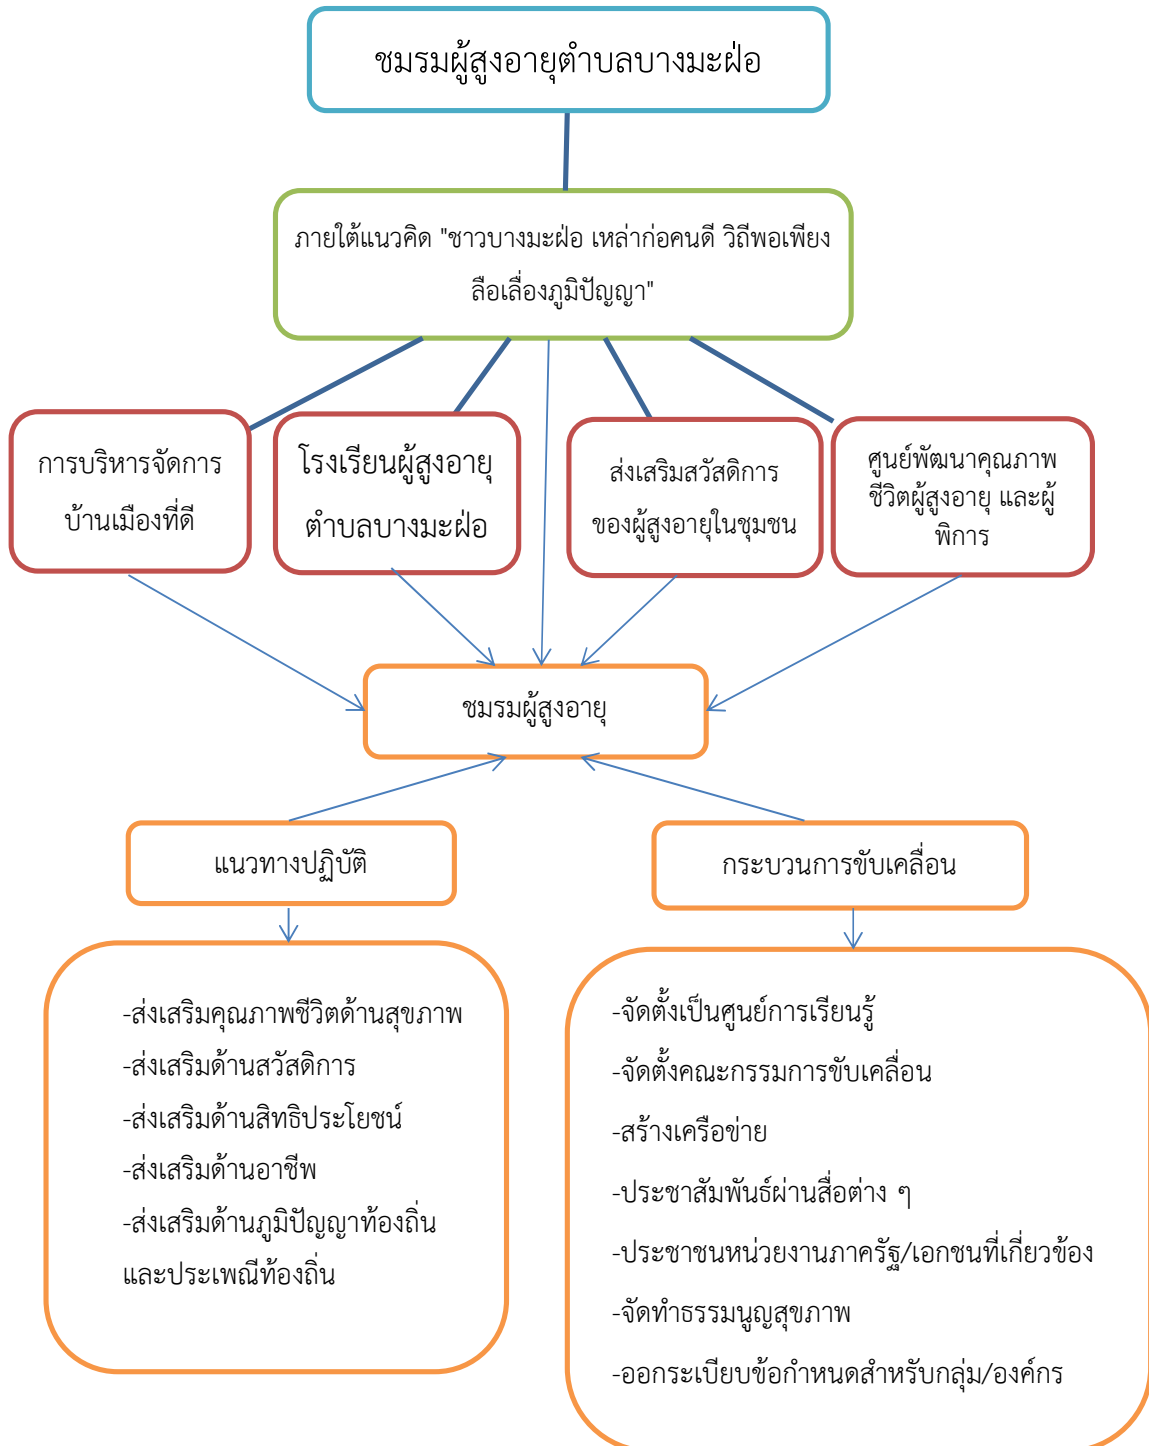 ชมรมผู้สูงอายุตำบลบางมะฝ่อ
ภายใต้แนวคิด "ชาวบางมะฝ่อ เหล่าก่อคนดี วิถีพอเพียง
ลือเลื่องภูมิปัญญา"
การบริหารจัดการ
บ้านเมืองที่ดี
โรงเรียนผู้สูงอายุ
ตำบลบางมะฝ่อ
ส่งเสริมสวัสดิการ
ของผู้สูงอายุในชุมชน
ศูนย์พัฒนาคุณภาพ
ชีวิตผู้สูงอายุ และผู้
พิการ
ชมรมผู้สูงอายุ
แนวทางปฏิบัติ
กระบวนการขับเคลื่อน
-ส่งเสริมคุณภาพชีวิตด้านสุขภาพ
-ส่งเสริมด้านสวัสดิการ
-ส่งเสริมด้านสิทธิประโยชน์
-ส่งเสริมด้านอาชีพ
-ส่งเสริมด้านภูมิปัญญาท้องถิ่น
และประเพณีท้องถิ่น
-จัดตั้งเป็นศูนย์การเรียนรู้
-จัดตั้งคณะกรรมการขับเคลื่อน
-สร้างเครือข่าย
-ประชาสัมพันธ์ผ่านสื่อต่าง ๆ
-ประชาชนหน่วยงานภาครัฐ/เอกชนที่เกี่ยวข้อง
-จัดทำธรรมนูญสุขภาพ
-ออกระเบียบข้อกำหนดสำหรับกลุ่ม/องค์กร